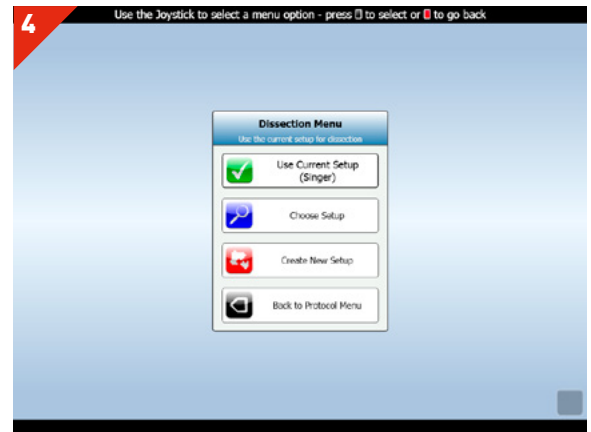 4
Use the Joystick to select a menu option - press to select or to go back
Dissection Menu
Use the current setup for dissection
Use Current Setup
(Singer)
Choose Setup
Create New Setup
Back to Protocol Menu